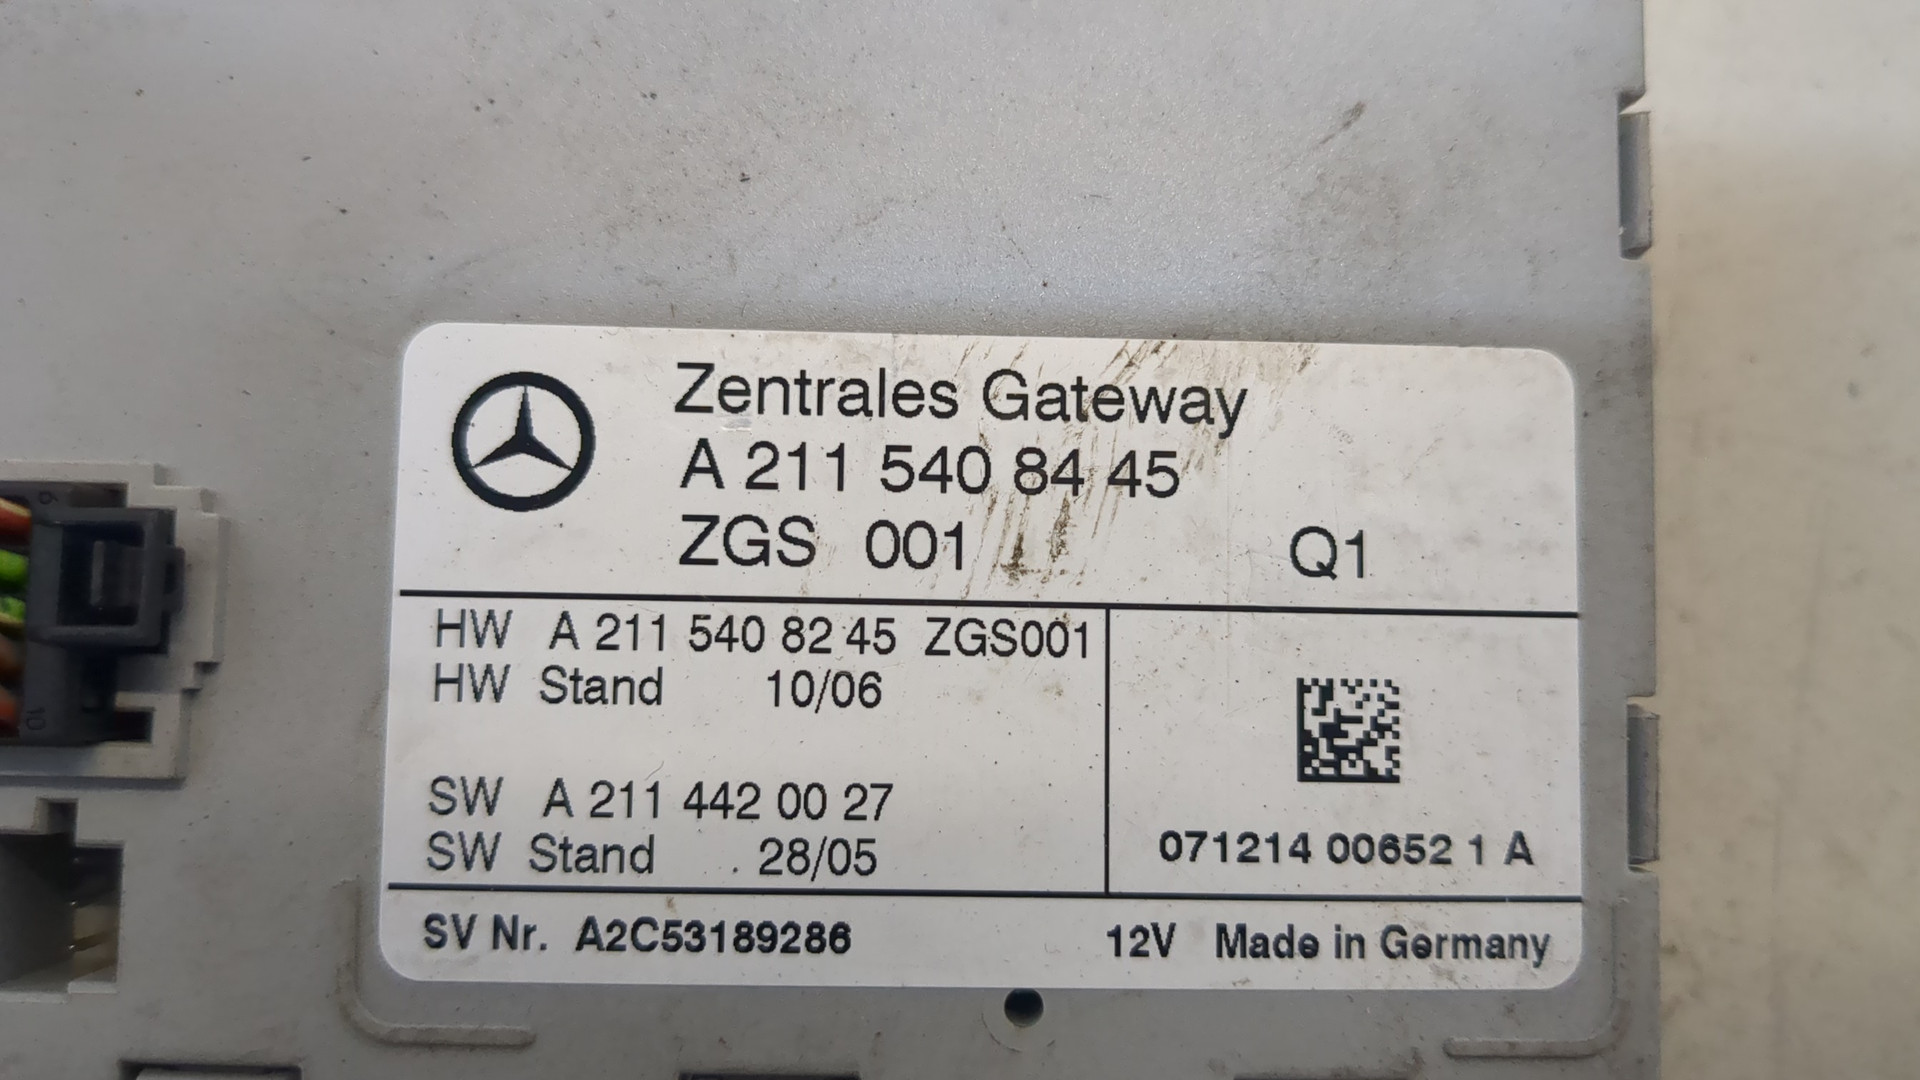 Zentrales Gateway
A 211 540 84 45
ZGS 001 Q1
HW A 211 540 82 45 ZGS001
HW Stand 10/06
SW A 211 442 00 27
SW Stand . 28/05
071214 00652 1 A
SV Nr. A2C53189286 12V Made in Germany
6
10